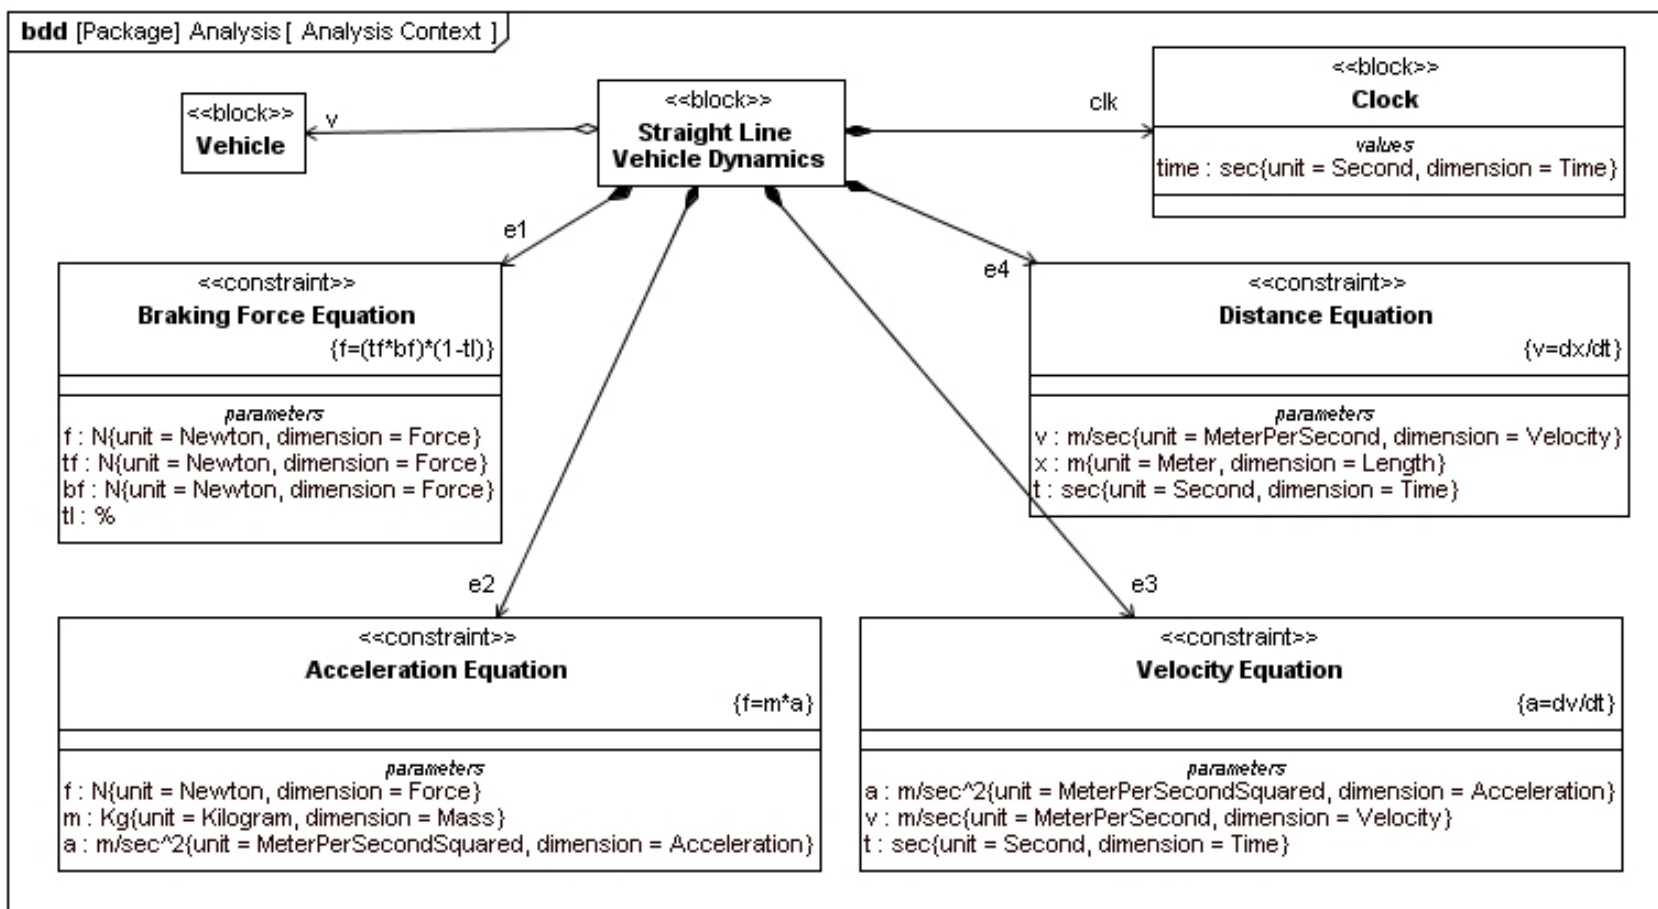 bdd [Package] Analysis [ Analysis Context ]
<<block>>
Vehicle
v
<<block>>
Straight Line
Vehicle Dynamics
clk
<<block>>
Clock
values
time : sec{unit = Second, dimension = Time}
e1
<<constraint>>
Braking Force Equation
{f=(tf*bf)*(1-tl)}
parameters
f : N{unit = Newton, dimension = Force}
tf : N{unit = Newton, dimension = Force}
bf : N{unit = Newton, dimension = Force}
tl : %
e4
<<constraint>>
Distance Equation
{v=dx/dt}
parameters
v : m/sec{unit = MeterPerSecond, dimension = Velocity}
x : m{unit = Meter, dimension = Length}
t : sec{unit = Second, dimension = Time}
e2
<<constraint>>
Acceleration Equation
{f=m*a}
parameters
f : N{unit = Newton, dimension = Force}
m : Kg{unit = Kilogram, dimension = Mass}
a : m/sec^2{unit = MeterPerSecondSquared, dimension = Acceleration}
e3
<<constraint>>
Velocity Equation
{a=dv/dt}
parameters
a : m/sec^2{unit = MeterPerSecondSquared, dimension = Acceleration}
v : m/sec{unit = MeterPerSecond, dimension = Velocity}
t : sec{unit = Second, dimension = Time}